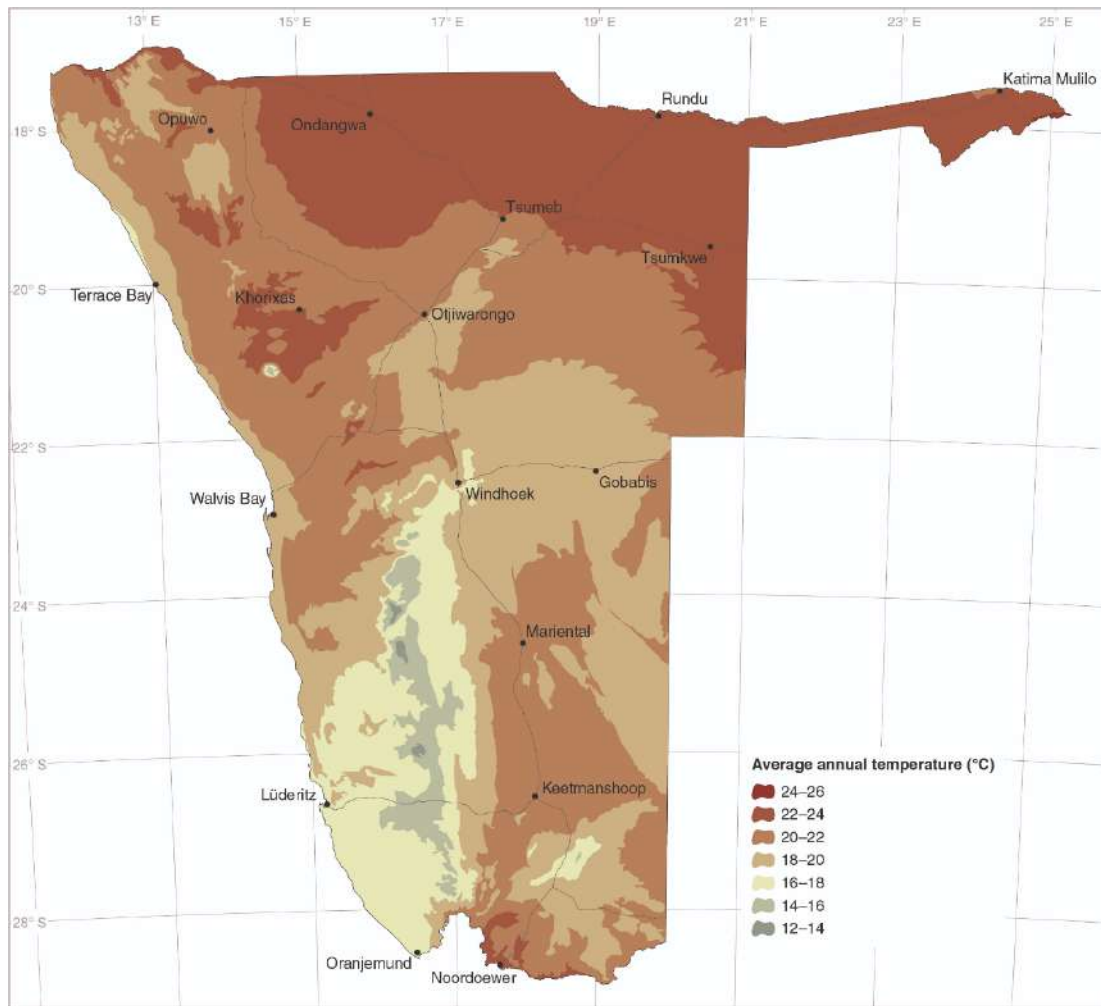 13° E 15° E 17° E 19° E 21° E 23° E 25° E
Katima Mulilo
Rundu
Ondangwa
Opuwo
18° S
Tsumeb
Tsumkwe
20° S
Terrace Bay
Khorixas
Otjiwarongo
22° S
Windhoek
Gobabis
Walvis Bay
24° S
Mariental
26° S
Lüderitz
Keetmanshoop
28° S
Oranjemund
Noordoewer
Average annual temperature (°C)
24–26
22–24
20–22
18–20
16–18
14–16
12–14